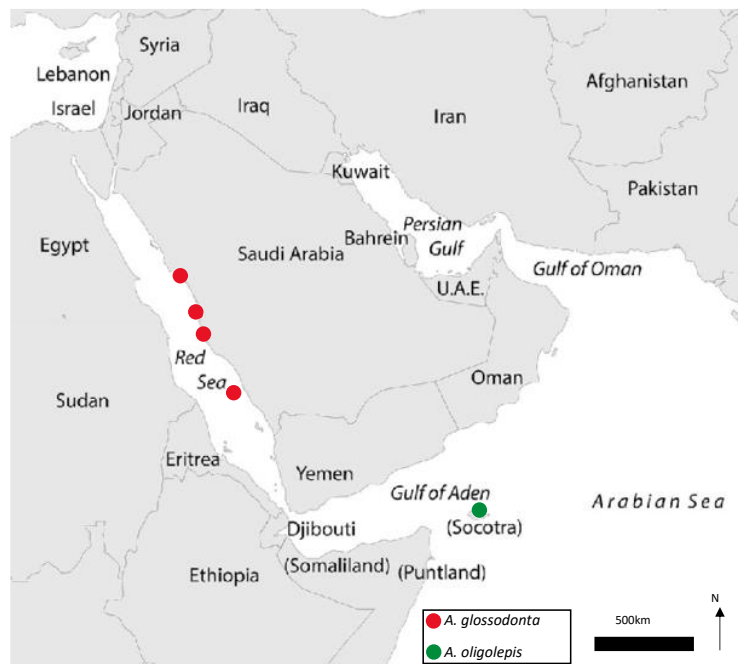 Syria
Lebanon
Israel
Jordan
Iraq
Iran
Afghanistan
Pakistan
Kuwait
Bahrein
Persian
Gulf
Egypt
Saudi Arabia
U.A.E.
Gulf of Oman
Red
Sea
Sudan
Oman
Eritrea
Yemen
Gulf of Aden
Arabian Sea
(Socotra)
Djibouti
(Somaliland)
(Puntland)
Ethiopia
A. glossodonta
A. oligolepis
500km
N